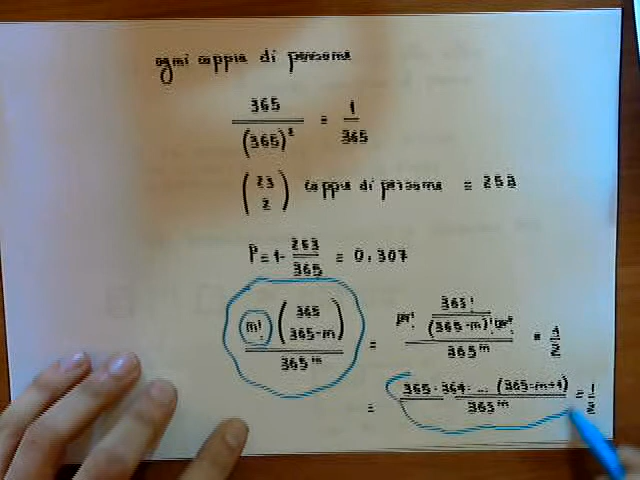 ogni coppia di persone
365 / (365)² = 1 / 365
(23 2) coppie di persone = 253
P = 1 - 253 / 365 = 0.307
m! (365 365-m) / 365^m = m! 365! / (365-m)! m! / 365^m = 1/2
= 365 · 364 · ... (365-m+1) / 365^m = 1/2